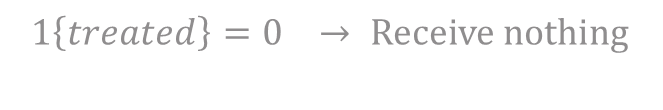 1{treated} = 0 → Receive nothing